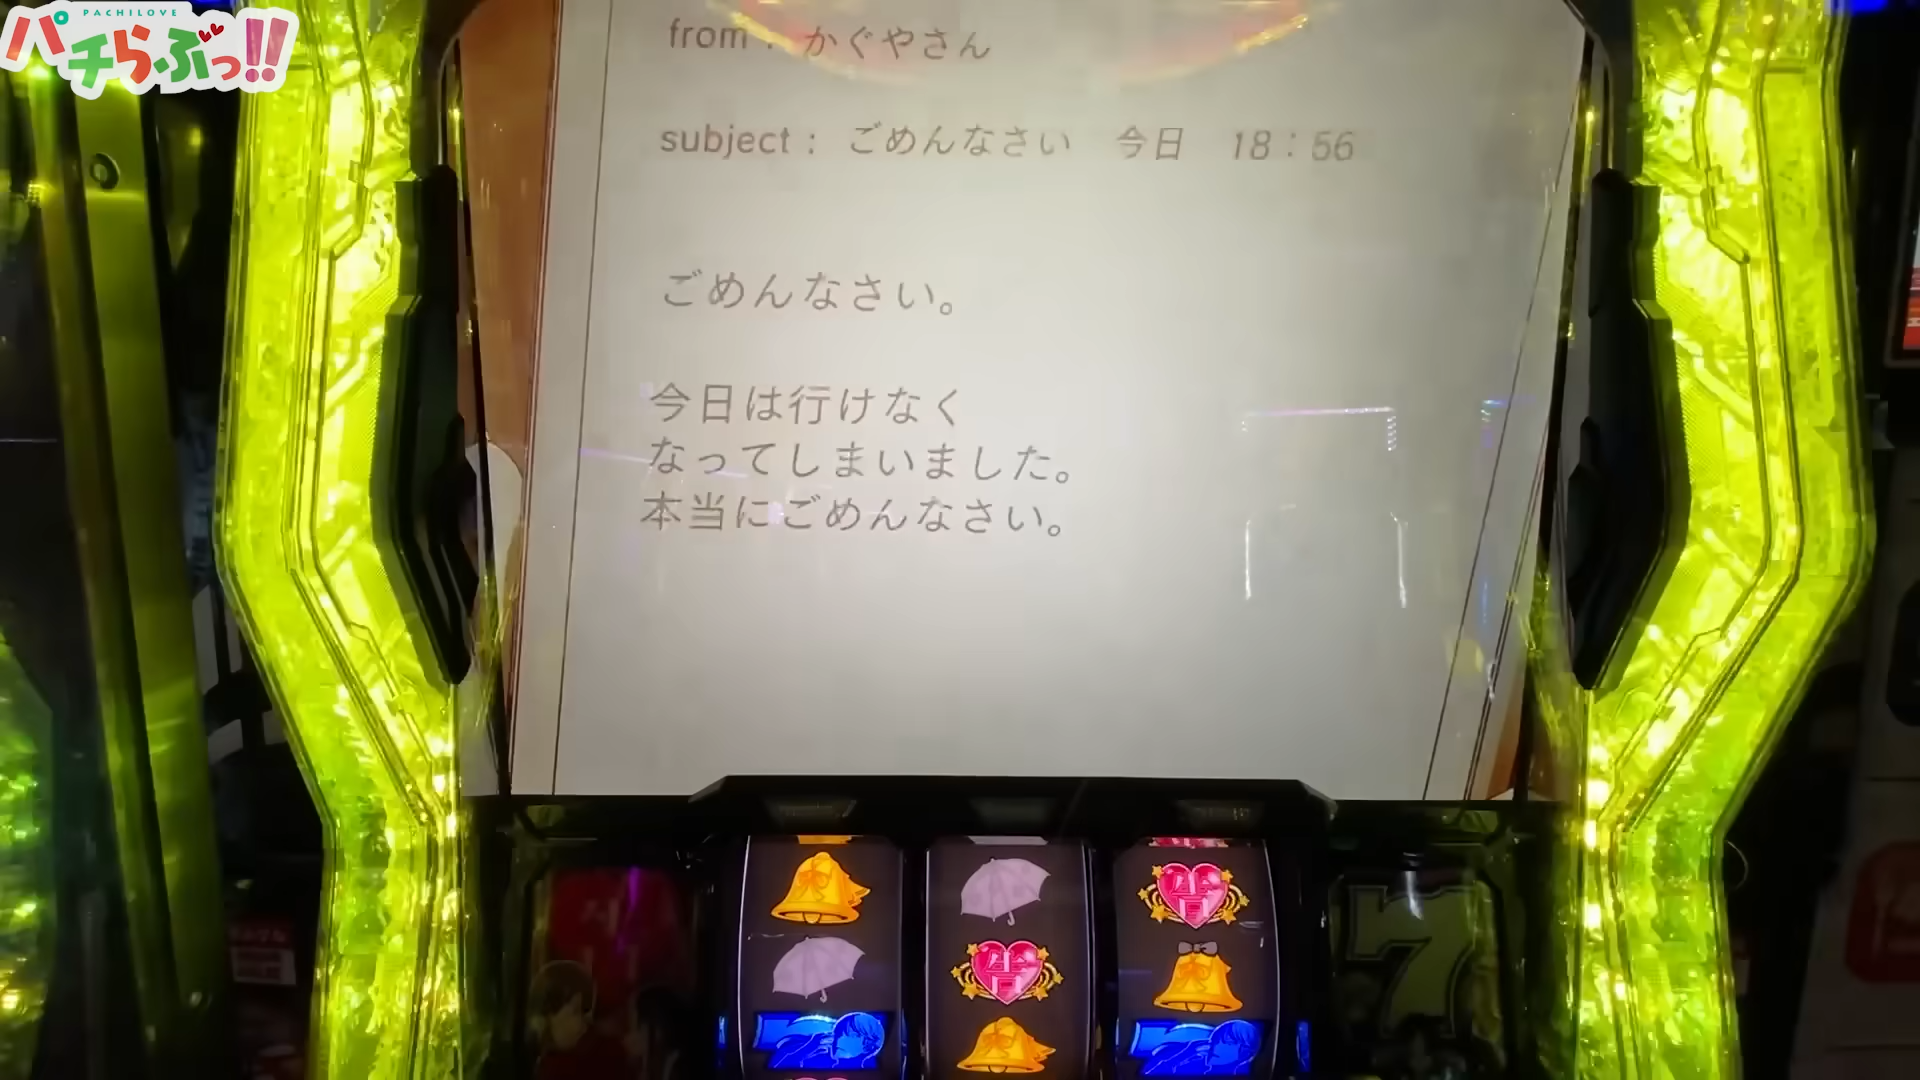 PACHILOVE
パチらぶっ!!
from : かぐやさん
subject : ごめんなさい 今日 18:56
ごめんなさい。
今日は行けなく
なってしまいました。
本当にごめんなさい。
7